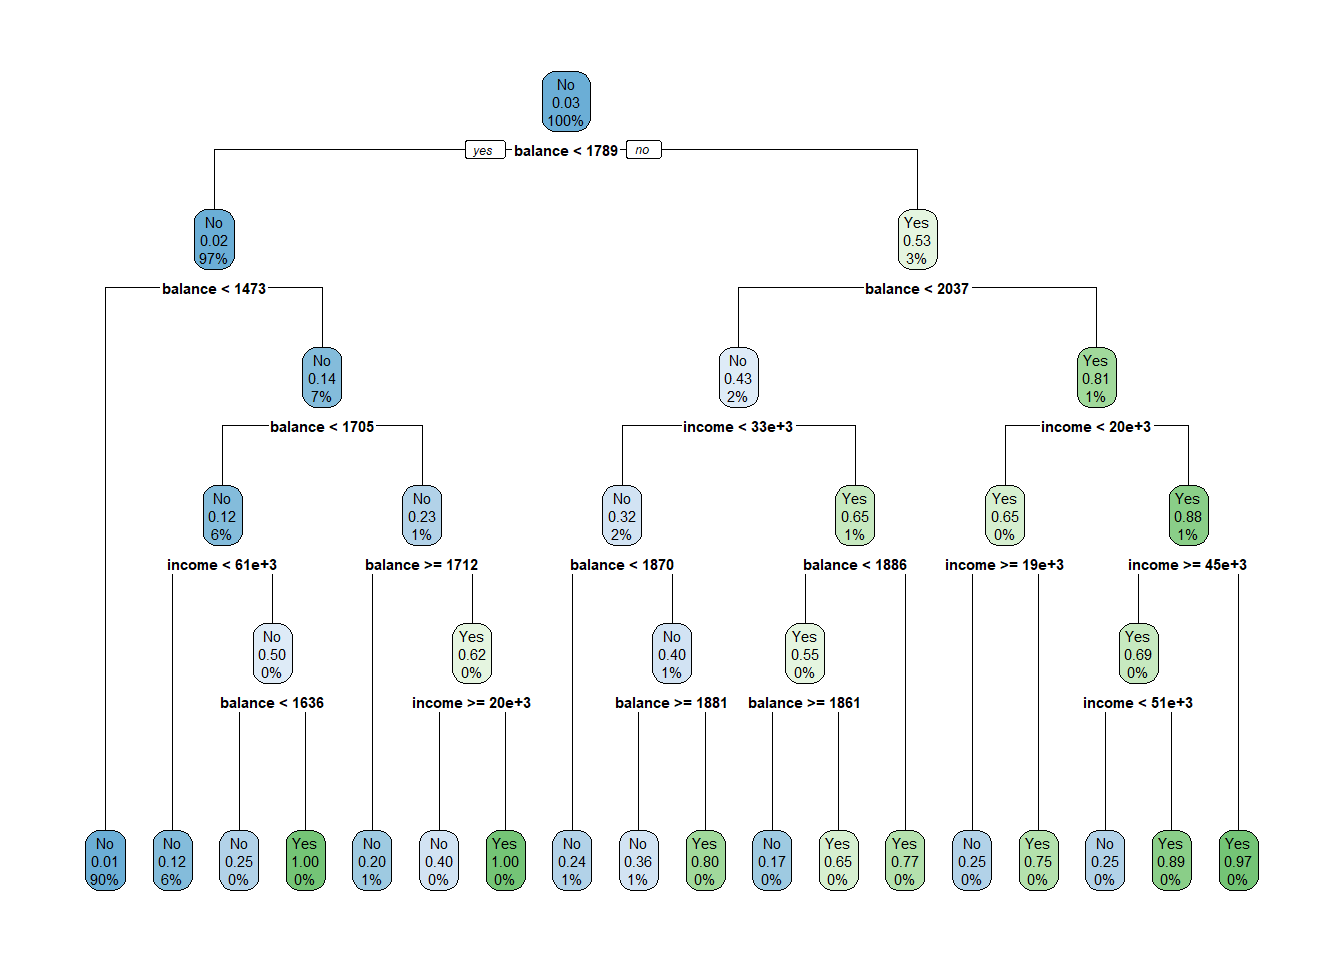 No
0.03
100%
yes balance < 1789 no
No
0.02
97%
Yes
0.53
3%
balance < 1473
balance < 2037
No
0.14
7%
No
0.43
2%
Yes
0.81
1%
balance < 1705
income < 33e+3
income < 20e+3
No
0.12
6%
No
0.23
1%
No
0.32
2%
Yes
0.65
1%
Yes
0.65
0%
Yes
0.88
1%
income < 61e+3
balance >= 1712
balance < 1870
balance < 1886
income >= 19e+3
income >= 45e+3
No
0.50
0%
Yes
0.62
0%
No
0.40
1%
Yes
0.55
0%
Yes
0.69
0%
balance < 1636
income >= 20e+3
balance >= 1881
balance >= 1861
income < 51e+3
No
0.01
90%
No
0.12
6%
No
0.25
0%
Yes
1.00
0%
No
0.20
1%
No
0.40
0%
Yes
1.00
0%
No
0.24
1%
No
0.36
1%
Yes
0.80
0%
No
0.17
0%
Yes
0.65
0%
Yes
0.77
0%
No
0.25
0%
Yes
0.75
0%
No
0.25
0%
Yes
0.89
0%
Yes
0.97
0%